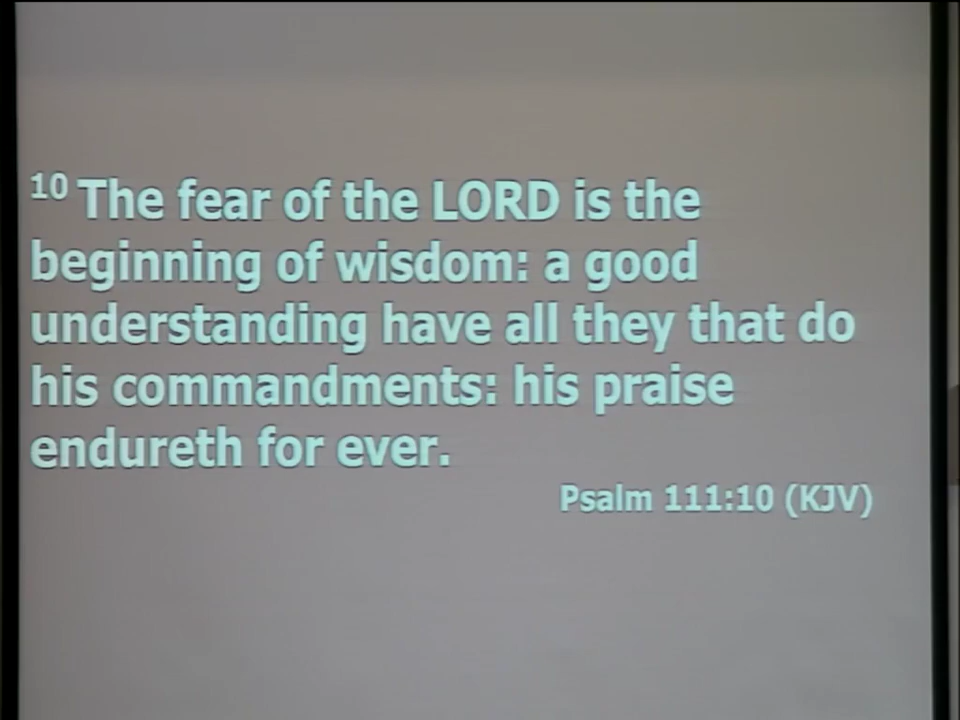 10 The fear of the LORD is the
beginning of wisdom: a good
understanding have all they that do
his commandments: his praise
endureth for ever.
Psalm 111:10 (KJV)